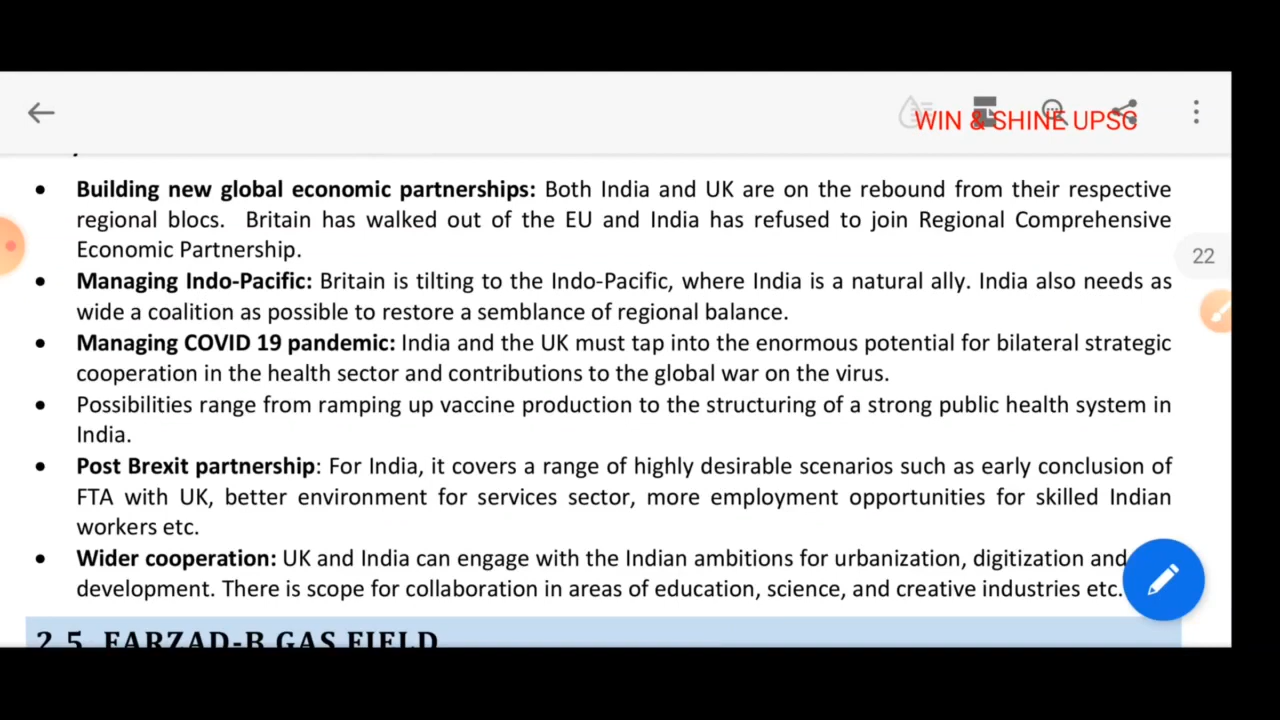 WIN & SHINE UPSC
Building new global economic partnerships: Both India and UK are on the rebound from their respective
regional blocs. Britain has walked out of the EU and India has refused to join Regional Comprehensive
Economic Partnership.
22
Managing Indo-Pacific: Britain is tilting to the Indo-Pacific, where India is a natural ally. India also needs as
wide a coalition as possible to restore a semblance of regional balance.
Managing COVID 19 pandemic: India and the UK must tap into the enormous potential for bilateral strategic
cooperation in the health sector and contributions to the global war on the virus.
Possibilities range from ramping up vaccine production to the structuring of a strong public health system in
India.
Post Brexit partnership: For India, it covers a range of highly desirable scenarios such as early conclusion of
FTA with UK, better environment for services sector, more employment opportunities for skilled Indian
workers etc.
Wider cooperation: UK and India can engage with the Indian ambitions for urbanization, digitization and
development. There is scope for collaboration in areas of education, science, and creative industries etc.
2.5. FARZAD-B GAS FIELD